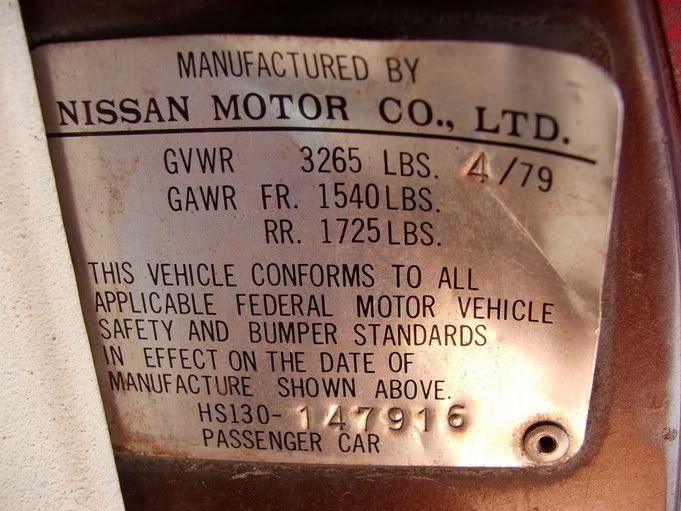 MANUFACTURED BY
NISSAN MOTOR CO., LTD.
GVWR 3265 LBS. 4/79
GAWR FR. 1540 LBS.
RR. 1725 LBS.
THIS VEHICLE CONFORMS TO ALL
APPLICABLE FEDERAL MOTOR VEHICLE
SAFETY AND BUMPER STANDARDS
IN EFFECT ON THE DATE OF
MANUFACTURE SHOWN ABOVE.
HS130-147916
PASSENGER CAR